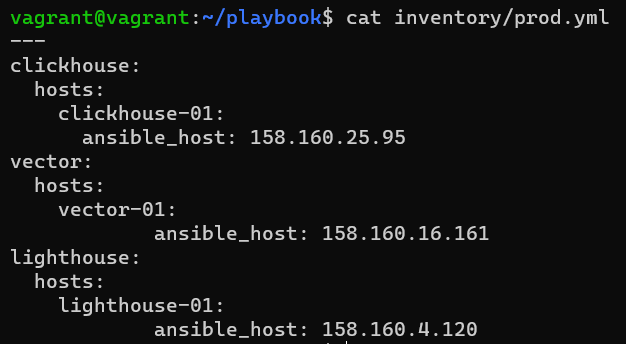 vagrant@vagrant:~/playbook$ cat inventory/prod.yml
---
clickhouse:
  hosts:
    clickhouse-01:
      ansible_host: 158.160.25.95
vector:
  hosts:
    vector-01:
            ansible_host: 158.160.16.161
lighthouse:
  hosts:
    lighthouse-01:
            ansible_host: 158.160.4.120